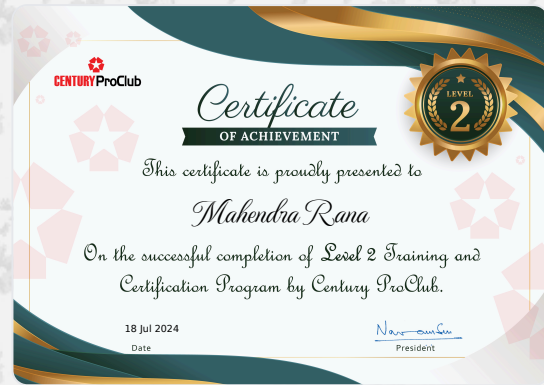 CENTURY ProClub
Certificate
OF ACHIEVEMENT
LEVEL
2
This certificate is proudly presented to
Mahendra Rana
On the successful completion of Level 2 Training and
Certification Program by Century ProClub.
18 Jul 2024
Date
President